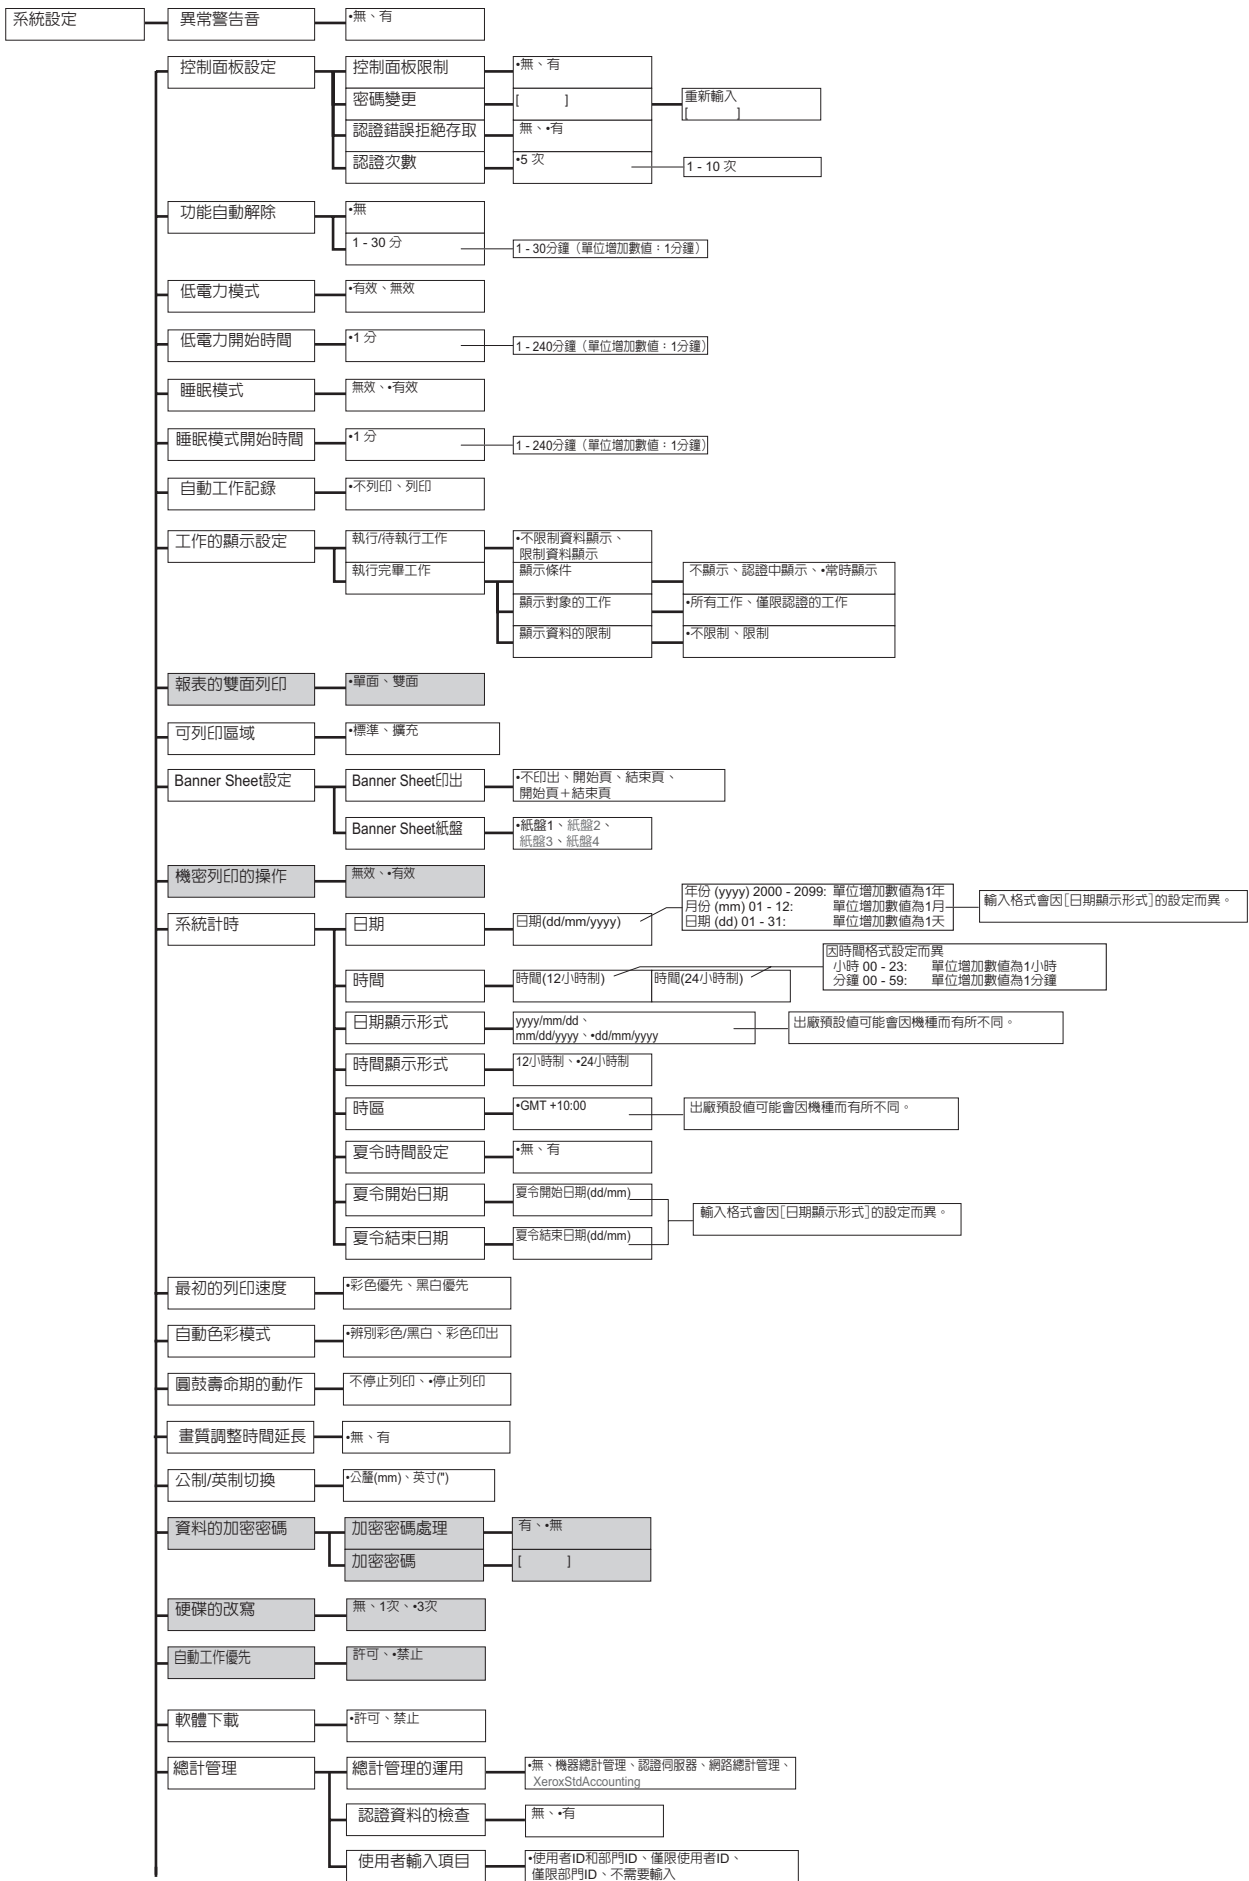 系統設定
異常警告音
•無、有
控制面板設定
控制面板限制
•無、有
密碼變更
[ ]
重新輸入
[ ]
認證錯誤拒絕存取
無、•有
認證次數
•5 次
1 - 10 次
功能自動解除
•無
1 - 30 分
1 - 30分鐘（單位增加數值：1分鐘）
低電力模式
•有效、無效
低電力開始時間
•1 分
1 - 240分鐘（單位增加數值：1分鐘）
睡眠模式
無效、•有效
睡眠模式開始時間
•1 分
1 - 240分鐘（單位增加數值：1分鐘）
自動工作記錄
•不列印、列印
工作的顯示設定
執行/待執行工作
•不限制資料顯示、
限制資料顯示
執行完畢工作
顯示條件
不顯示、認證中顯示、•常時顯示
顯示對象的工作
•所有工作、僅限認證的工作
顯示資料的限制
•不限制、限制
報表的雙面列印
•單面、雙面
可列印區域
•標準、擴充
Banner Sheet設定
Banner Sheet印出
•不印出、開始頁、結束頁、
開始頁＋結束頁
Banner Sheet紙盤
•紙盤1、紙盤2、
紙盤3、紙盤4
機密列印的操作
無效、•有效
系統計時
日期
日期(dd/mm/yyyy)
年份 (yyyy) 2000 - 2099: 單位增加數值為1年
月份 (mm) 01 - 12: 單位增加數值為1月
日期 (dd) 01 - 31: 單位增加數值為1天
輸入格式會因[日期顯示形式]的設定而異。
時間
時間(12小時制)
時間(24小時制)
因時間格式設定而異
小時 00 - 23: 單位增加數值為1小時
分鐘 00 - 59: 單位增加數值為1分鐘
日期顯示形式
yyyy/mm/dd、
mm/dd/yyyy、•dd/mm/yyyy
出廠預設值可能會因機種而有所不同。
時間顯示形式
12小時制、•24小時制
時區
•GMT +10:00
出廠預設值可能會因機種而有所不同。
夏令時間設定
•無、有
夏令開始日期
夏令開始日期(dd/mm)
輸入格式會因[日期顯示形式]的設定而異。
夏令結束日期
夏令結束日期(dd/mm)
最初的列印速度
•彩色優先、黑白優先
自動色彩模式
•辨別彩色/黑白、彩色印出
圓鼓壽命期的動作
不停止列印、•停止列印
畫質調整時間延長
•無、有
公制/英制切換
•公釐(mm)、英寸(")
資料的加密密碼
加密密碼處理
有、•無
加密密碼
[ ]
硬碟的改寫
無、1次、•3次
自動工作優先
許可、•禁止
軟體下載
•許可、禁止
總計管理
總計管理的運用
•無、機器總計管理、認證伺服器、網路總計管理、
XeroxStdAccounting
認證資料的檢查
無、•有
使用者輸入項目
•使用者ID和部門ID、僅限使用者ID、
僅限部門ID、不需要輸入